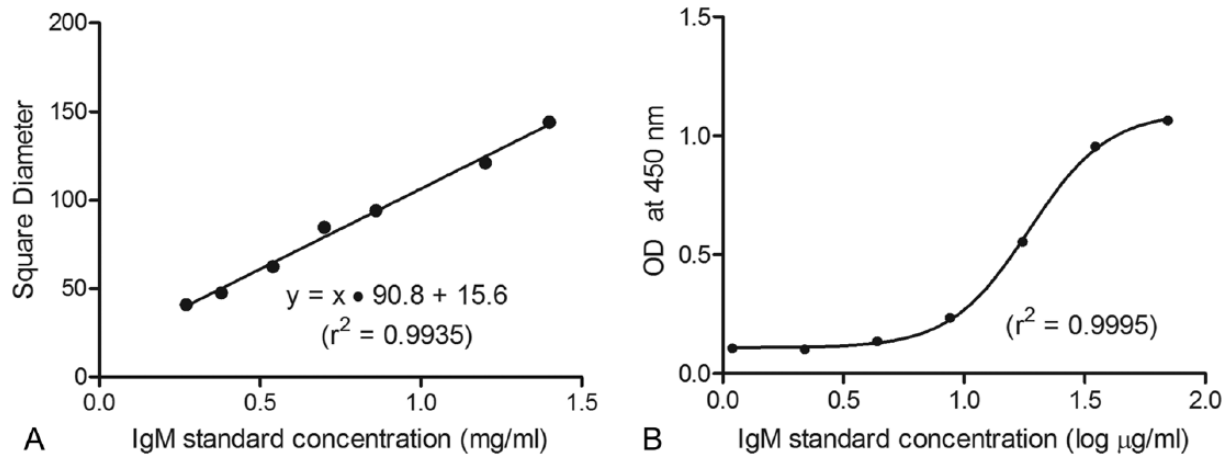 200
150
100
50
0
Square Diameter
y = x • 90.8 + 15.6
(r² = 0.9935)
0.0 0.5 1.0 1.5
A IgM standard concentration (mg/ml)
1.5
1.0
0.5
0.0
OD at 450 nm
(r² = 0.9995)
0.0 0.5 1.0 1.5 2.0
B IgM standard concentration (log µg/ml)